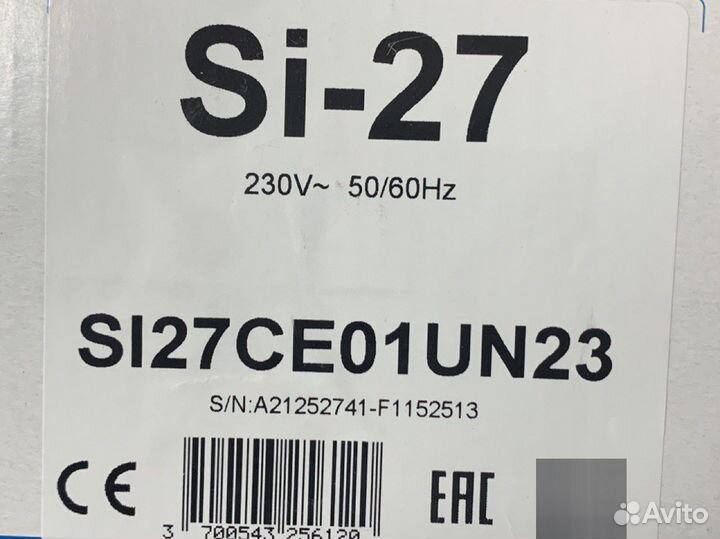 Si-27
230V~ 50/60Hz
SI27CE01UN23
S/N:A21252741-F1152513
CE
EAC
3 700543 256120
Avito